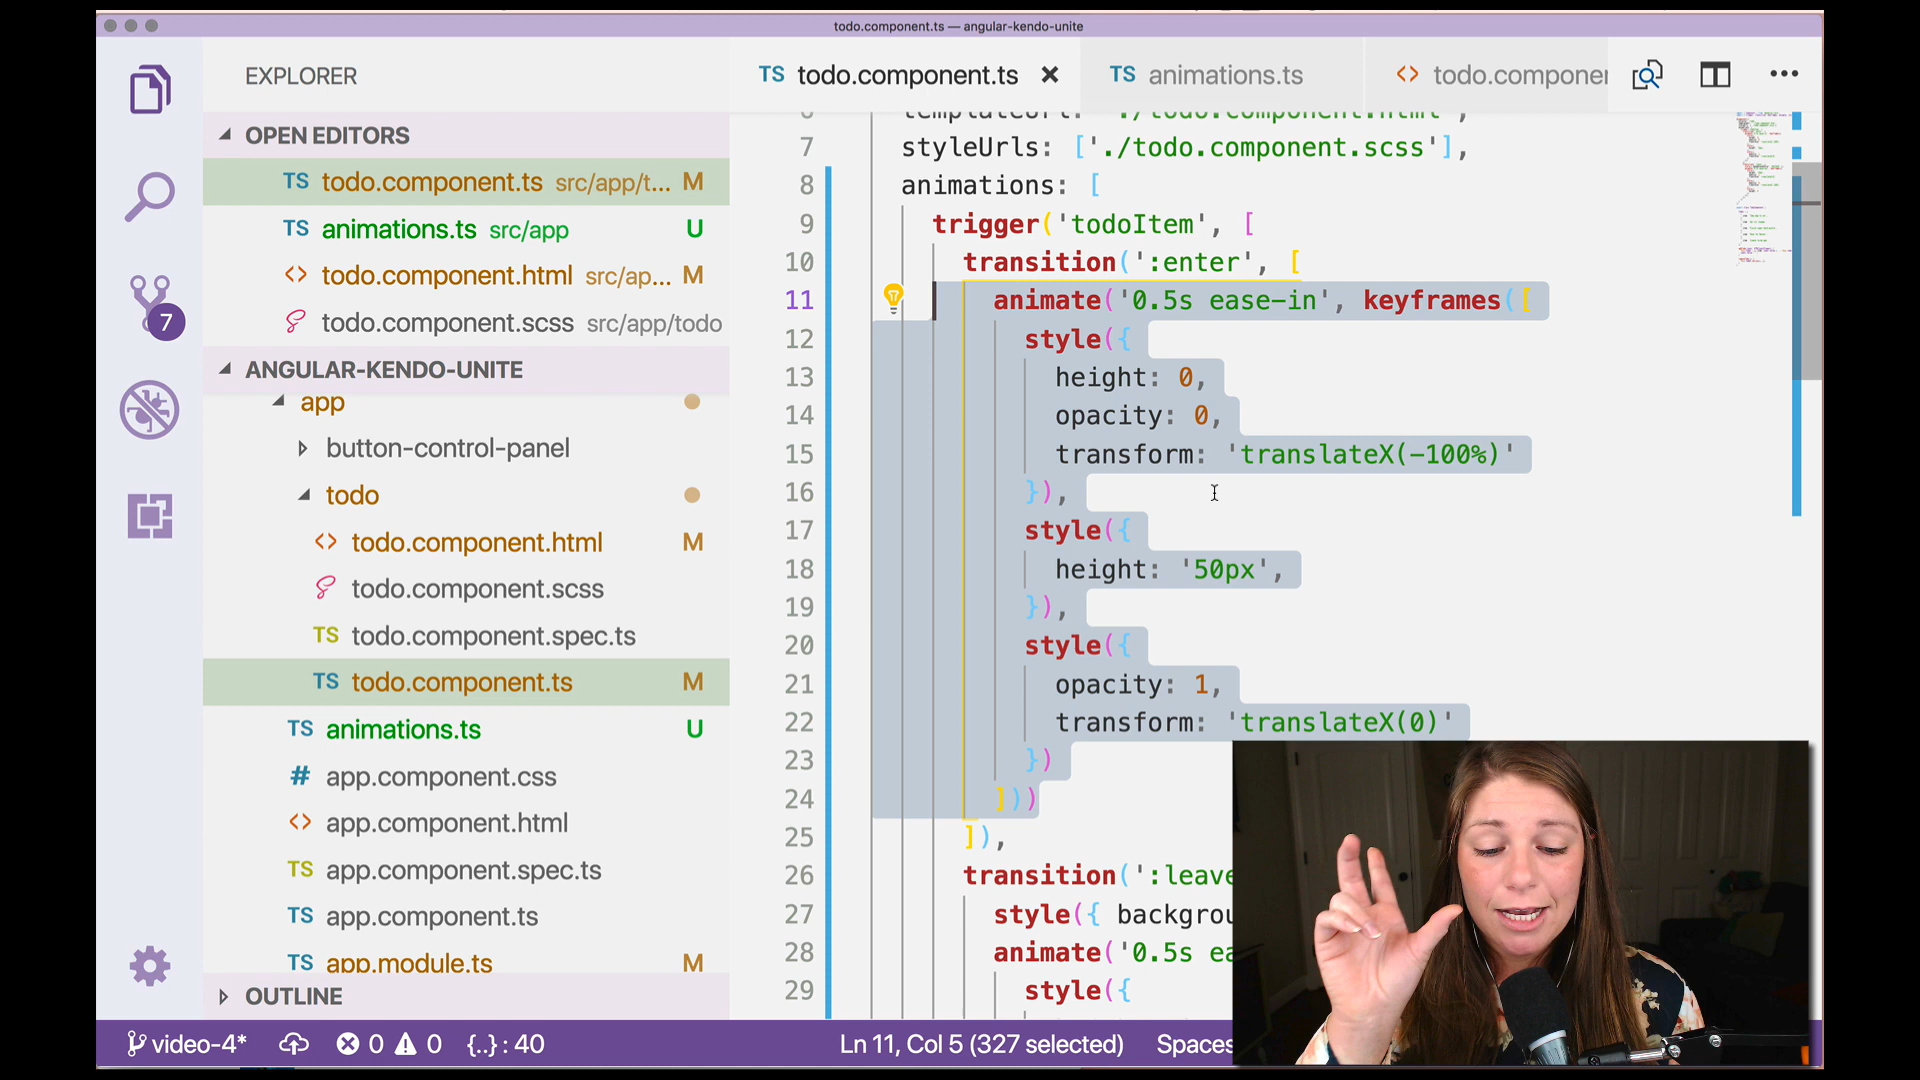 todo.component.ts — angular-kendo-unite
EXPLORER
TS todo.component.ts
TS animations.ts
<> todo.componer
OPEN EDITORS
TS todo.component.ts src/app/t... M
TS animations.ts src/app U
<> todo.component.html src/ap... M
todo.component.scss src/app/todo
ANGULAR-KENDO-UNITE
app
button-control-panel
todo
<> todo.component.html M
todo.component.scss
TS todo.component.spec.ts
TS todo.component.ts M
TS animations.ts U
# app.component.css
<> app.component.html
TS app.component.spec.ts
TS app.component.ts
TS app.module.ts M
OUTLINE
7
6 templateUrl: './todo.component.html',
7 styleUrls: ['./todo.component.scss'],
8 animations: [
9 trigger('todoItem', [
10 transition(':enter', [
11 animate('0.5s ease-in', keyframes([
12 style({
13 height: 0,
14 opacity: 0,
15 transform: 'translateX(-100%)'
16 }),
17 style({
18 height: '50px',
19 }),
20 style({
21 opacity: 1,
22 transform: 'translateX(0)'
23 })
24 ]))
25 ]),
26 transition(':leave
27 style({ backgrou
28 animate('0.5s ea
29 style({
video-4* 0 0 {..} : 40
Ln 11, Col 5 (327 selected) Spaces